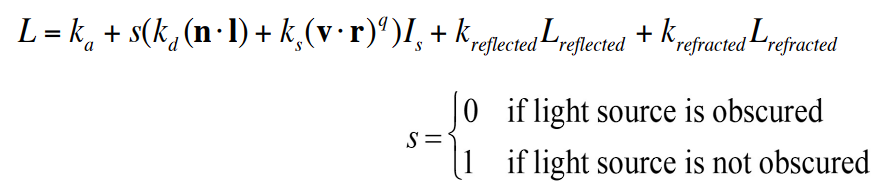 L = k_a + s(k_d (n · l) + k_s (v · r)^q) I_s + k_reflected L_reflected + k_refracted L_refracted
s = { 0 if light source is obscured
1 if light source is not obscured